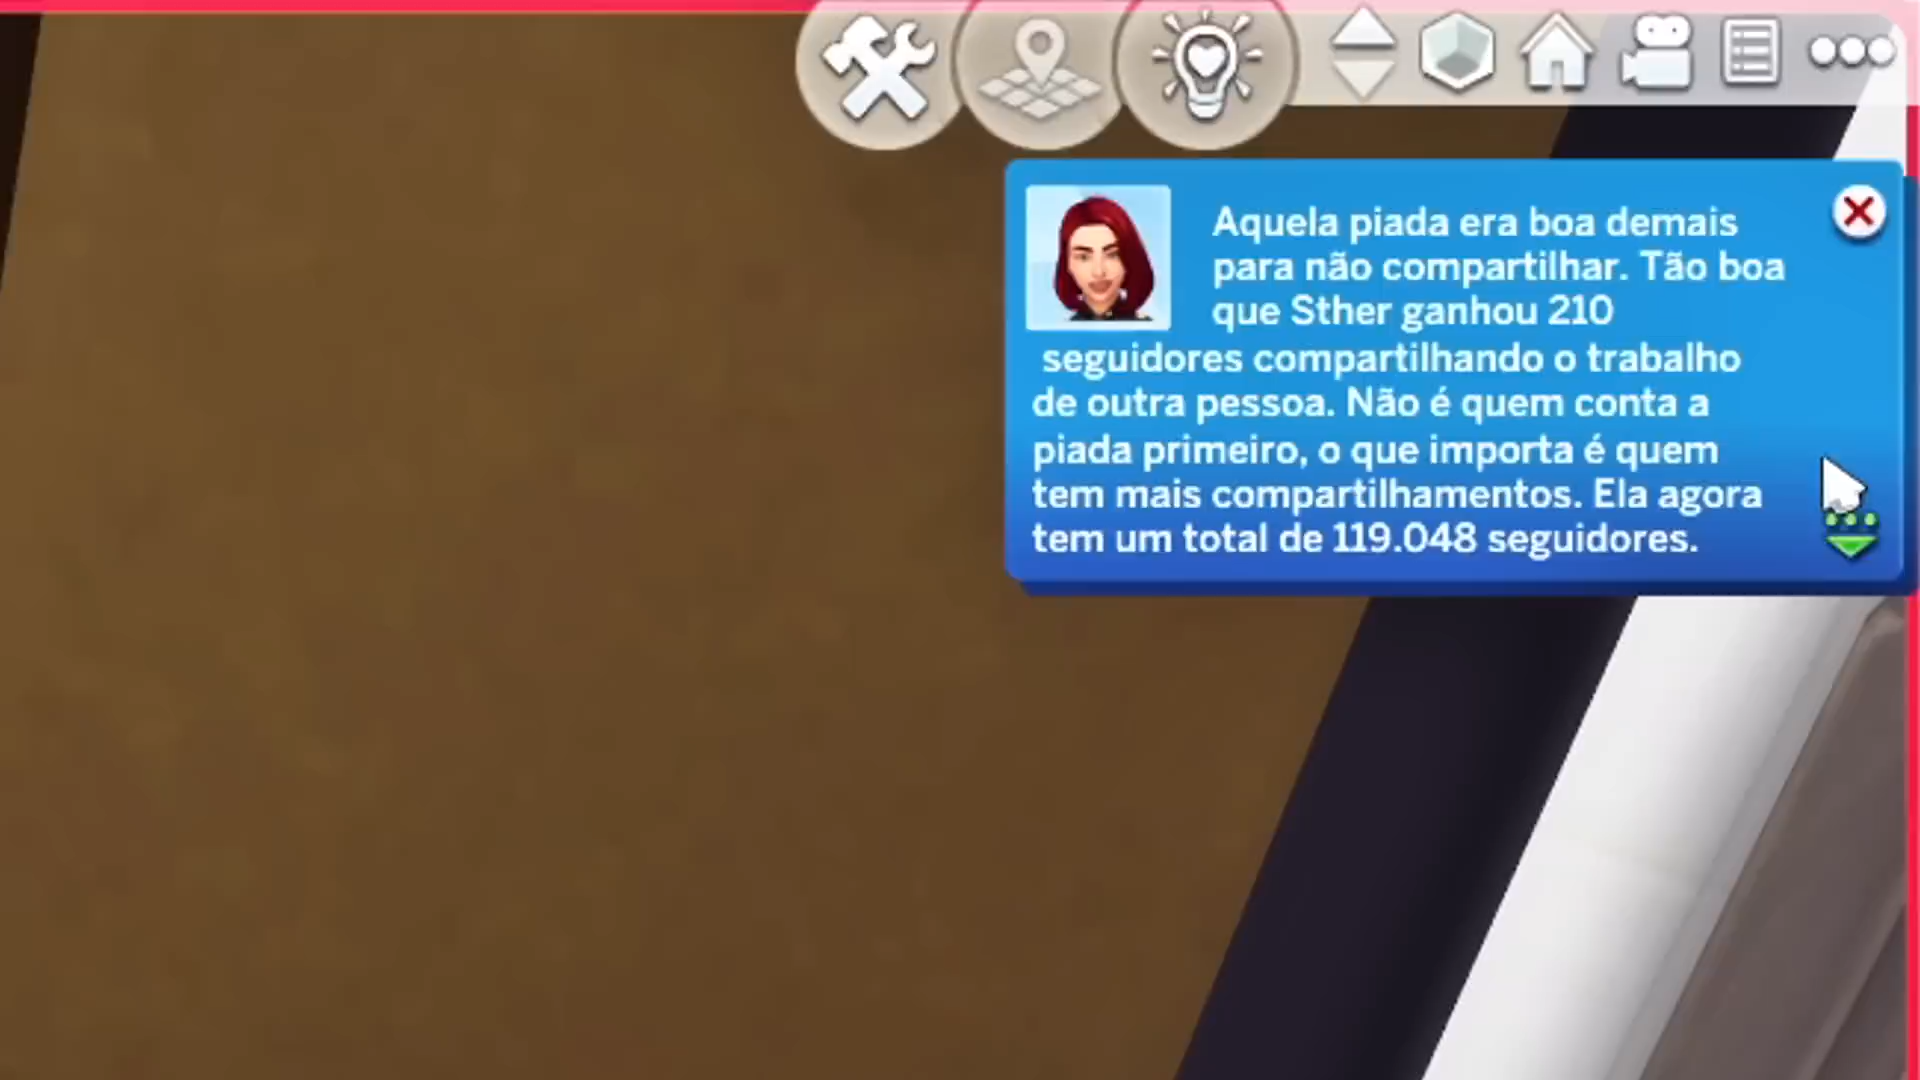 Aquela piada era boa demais
para não compartilhar. Tão boa
que Sther ganhou 210
seguidores compartilhando o trabalho
de outra pessoa. Não é quem conta a
piada primeiro, o que importa é quem
tem mais compartilhamentos. Ela agora
tem um total de 119.048 seguidores.